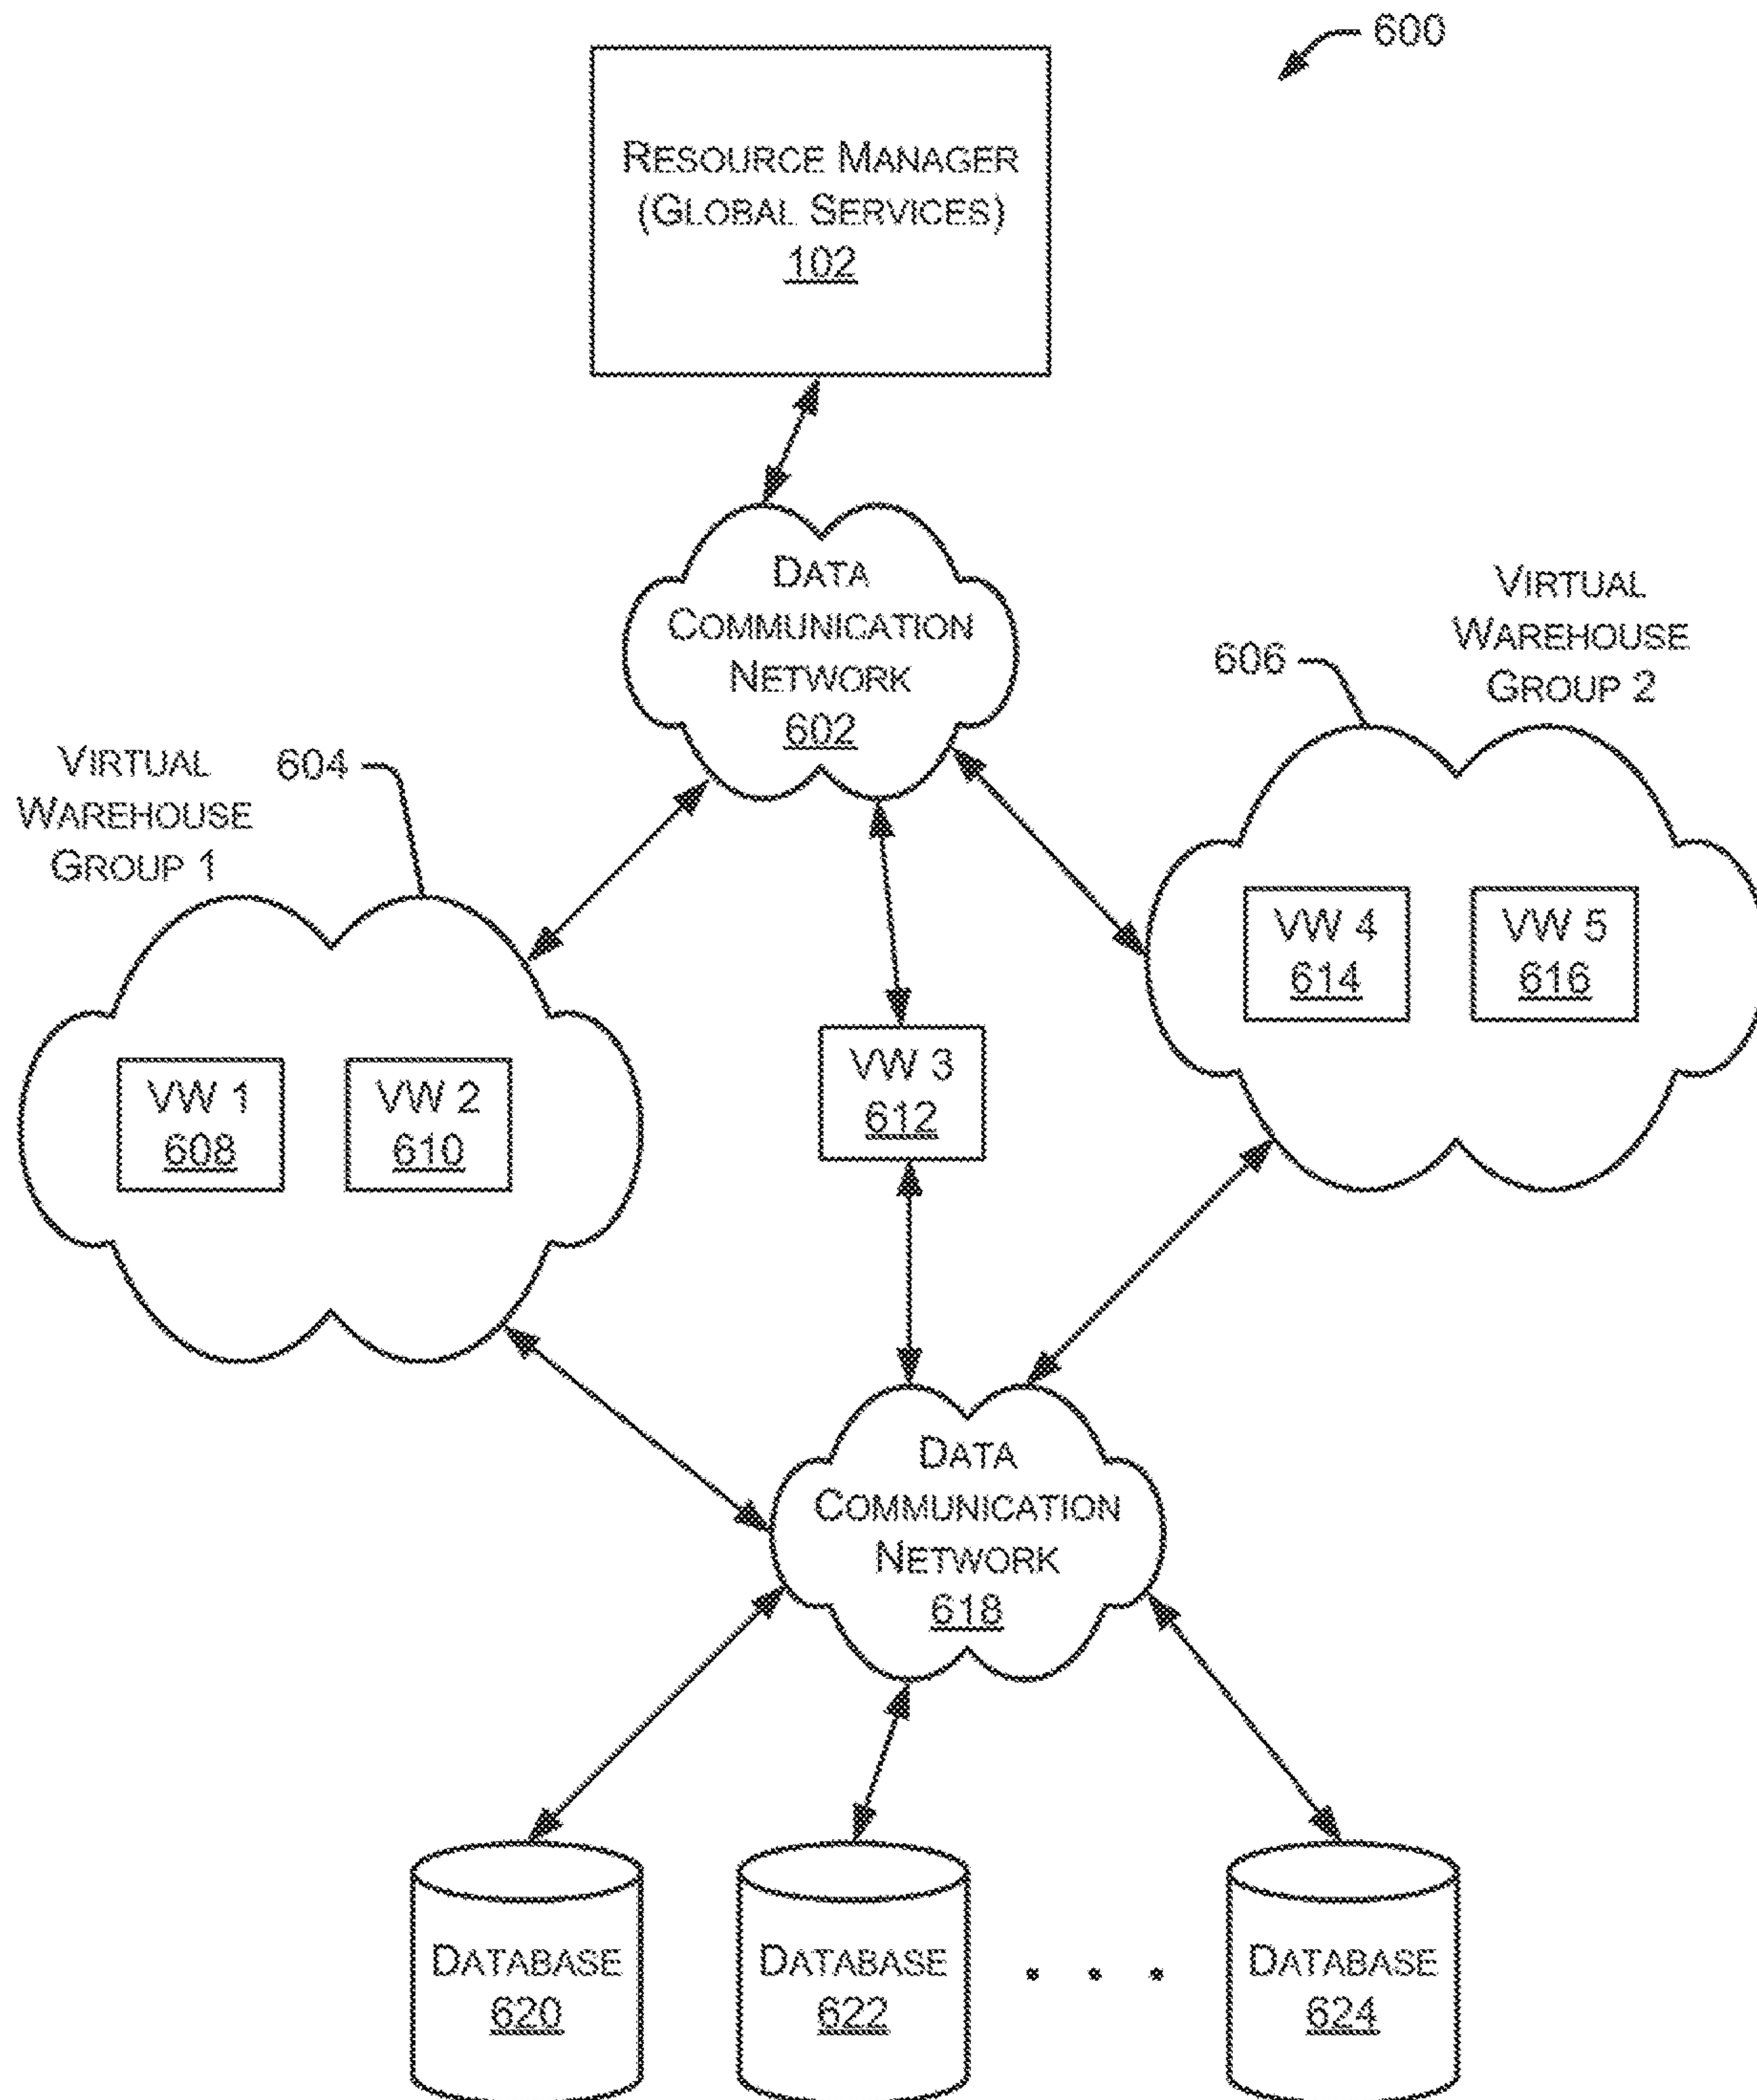 600
RESOURCE MANAGER
(GLOBAL SERVICES)
102
DATA
COMMUNICATION
NETWORK
602
VIRTUAL
WAREHOUSE
GROUP 2
606
VIRTUAL
WAREHOUSE
GROUP 1
604
VW 4
614
VW 5
616
VW 3
612
VW 1
608
VW 2
610
DATA
COMMUNICATION
NETWORK
618
DATABASE
620
DATABASE
622
. . .
DATABASE
624